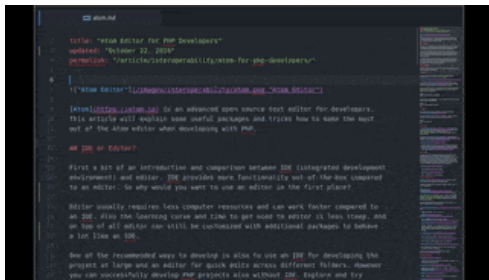 atom.md
title: "Atom Editor for PHP Developers"
updated: "October 22, 2016"
permalink: "/article/interoperability/atom-for-php-developers/"
!["Atom Editor"](/images/interoperability/atom.png "Atom Editor")
[Atom](https://atom.io) is an advanced open source text editor for developers.
This article will explain some useful packages and tricks how to make the most
out of the Atom editor when developing with PHP.
## IDE or Editor?
First a bit of an introduction and comparison between IDE (integrated development
environment) and editor. IDE provides more functionality out-of-the-box compared
to an editor. So why would you want to use an editor in the first place?
Editor usually requires less computer resources and can work faster compared to
an IDE. Also the learning curve and time to get used to editor is less steep. And
on top of all editor can still be customized with additional packages to behave
a lot like an IDE.
One of the recommended ways to develop is also to use an IDE for developing the
project at large and an editor for quick edits across different folders. However
you can successfully develop PHP projects also without IDE. Explore and try